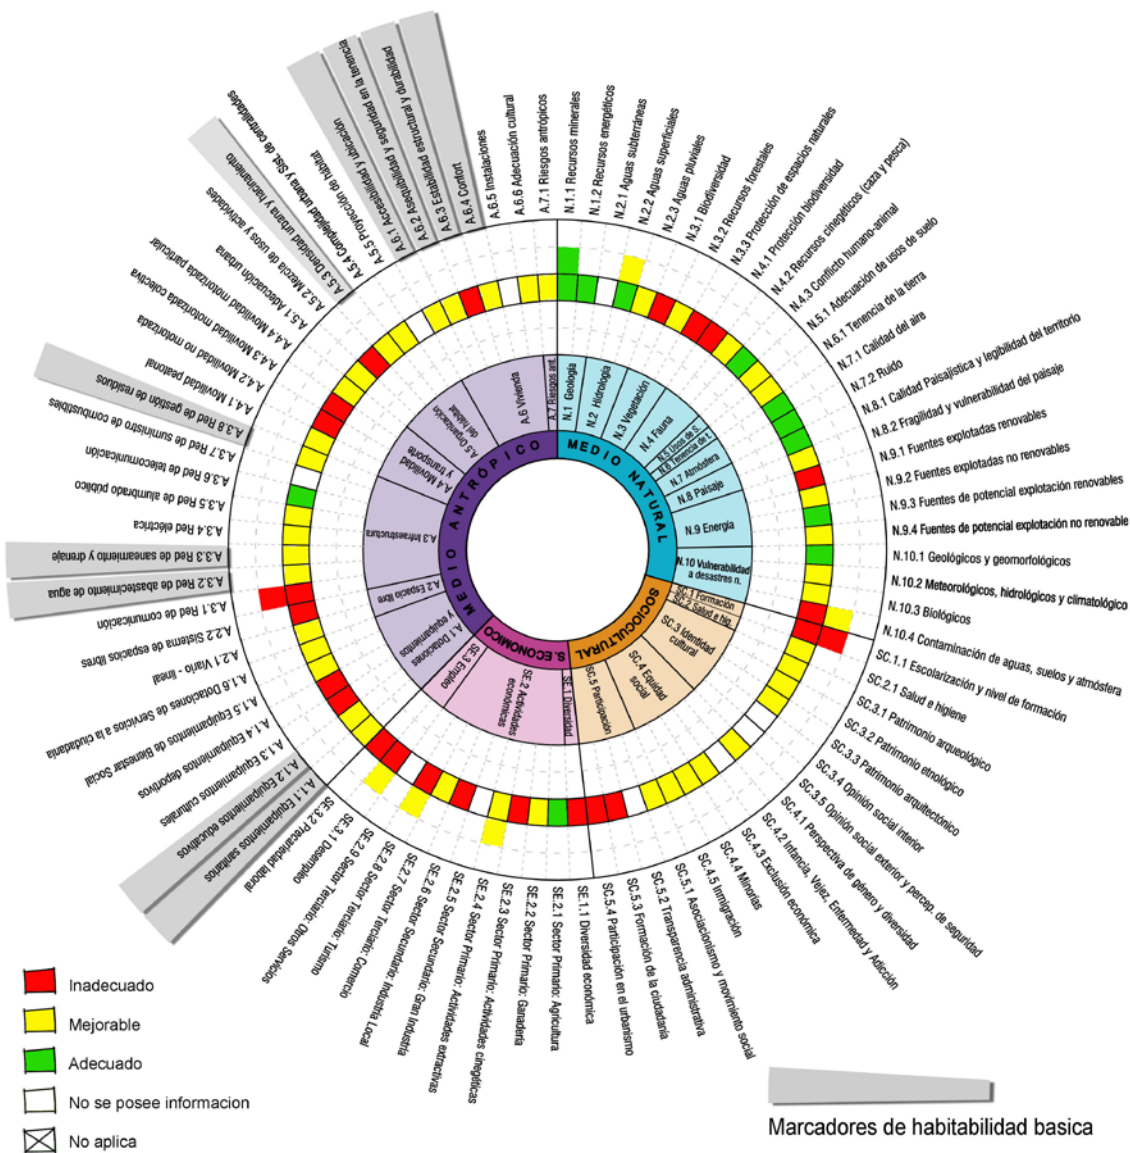 N.1.1 Recursos minerales
N.1.2 Recursos energéticos
N.2.1 Aguas subterráneas
N.2.2 Aguas superficiales
N.2.3 Aguas pluviales
N.3.1 Biodiversidad
N.3.2 Recursos forestales
N.3.3 Protección de espacios naturales
N.4.1 Protección biodiversidad
N.4.2 Recursos cinegéticos (caza y pesca)
N.4.3 Conflicto humano-animal
N.5.1 Adecuación de usos de suelo
N.6.1 Tenencia de la tierra
N.7.1 Calidad del aire
N.7.2 Ruido
N.8.1 Calidad Paisajística y legibilidad del territorio
N.8.2 Fragilidad y vulnerabilidad del paisaje
N.9.1 Fuentes explotadas renovables
N.9.2 Fuentes explotadas no renovables
N.9.3 Fuentes de potencial explotación renovables
N.9.4 Fuentes de potencial explotación no renovable
N.10.1 Geológicos y geomorfológicos
N.10.2 Meteorológicos, hidrológicos y climatológico
N.10.3 Biológicos
N.10.4 Contaminación de aguas, suelos y atmósfera
SC.1.1 Escolarización y nivel de formación
SC.2.1 Salud e higiene
SC.3.1 Patrimonio arqueológico
SC.3.2 Patrimonio etnológico
SC.3.3 Patrimonio arquitectónico
SC.3.4 Opinión social interior
SC.3.5 Opinión social exterior y percep. de seguridad
SC.4.1 Perspectiva de género y diversidad
SC.4.2 Infancia, Vejez, Enfermedad y Adicción
SC.4.3 Exclusión económica
SC.4.4 Minorias
SC.4.5 Inmigración
SC.5.1 Asociacionismo y movimiento social
SC.5.2 Transparencia administrativa
SC.5.3 Formación de la ciudadanía
SC.5.4 Participación en el urbanismo
SE.1.1 Diversidad económica
SE.2.1 Sector Primario: Agricultura
SE.2.2 Sector Primario: Ganadería
SE.2.3 Sector Primario: Actividades cinegéticas
SE.2.4 Sector Primario: Actividades extractivas
SE.2.5 Sector Secundario: Gran Industria
SE.2.6 Sector Secundario: Industria Local
SE.2.7 Sector Terciario: Comercio
SE.2.8 Sector Terciario: Turismo
SE.2.9 Sector Terciario: Otros Servicios
SE.3.1 Desempleo
SE.3.2 Precariedad laboral
A.1.1 Equipamientos sanitarios
A.1.2 Equipamientos educativos
A.1.3 Equipamientos culturales
A.1.4 Equipamientos deportivos
A.1.5 Equipamientos de Bienestar Social
A.1.6 Dotaciones de Servicios a la ciudadanía
A.2.1 Viario - lineal
A.2.2 Sistema de espacios libres
A.3.1 Red de comunicación
A.3.2 Red de abastecimiento de agua
A.3.3 Red de saneamiento y drenaje
A.3.4 Red eléctrica
A.3.5 Red de alumbrado público
A.3.6 Red de telecomunicación
A.3.7 Red de suministro de combustibles
A.3.8 Red de gestión de residuos
A.4.1 Movilidad peatonal
A.4.2 Movilidad no motorizada
A.4.3 Movilidad motorizada colectiva
A.4.4 Movilidad motorizada particular
A.5.1 Adecuación urbana
A.5.2 Mezcla de usos y actividades
A.5.3 Densidad urbana y hacinamiento
A.5.4 Complejidad urbana y Sist. de centralidades
A.5.5 Proyección de hábitat
A.6.1 Accesibilidad y ubicación
A.6.2 Asequibilidad y seguridad en la tenencia
A.6.3 Estabilidad estructural y durabilidad
A.6.4 Confort
A.6.5 Instalaciones
A.6.6 Adecuación cultural
A.7.1 Riesgos antrópicos
N.1 Geología
N.2 Hidrología
N.3 Vegetación
N.4 Fauna
N.5 Usos de S.
N.6 Tenencia de t.
N.7 Atmósfera
N.8 Paisaje
N.9 Energía
N.10 Vulnerabilidad
a desastres n.
SC.1 Formación
SC.2 Salud e hig.
SC.3 Identidad
cultural
SC.4 Equidad
social
SC.5 Participación
SE.1 Diversidad
SE.2 Actividades
económicas
SE.3 Empleo
A.1 Dotaciones
y equipamientos
A.2 Espacio libre
A.3 Infraestructura
A.4 Movilidad
y transporte
A.5 Organización
del hábitat
A.6 Vivienda
A.7 Riesgos ant.
MEDIO NATURAL
SOCIOCULTURAL
S. ECONOMICO
MEDIO ANTRÓPICO
Inadecuado
Mejorable
Adecuado
No se posee informacion
No aplica
Marcadores de habitabilidad basica